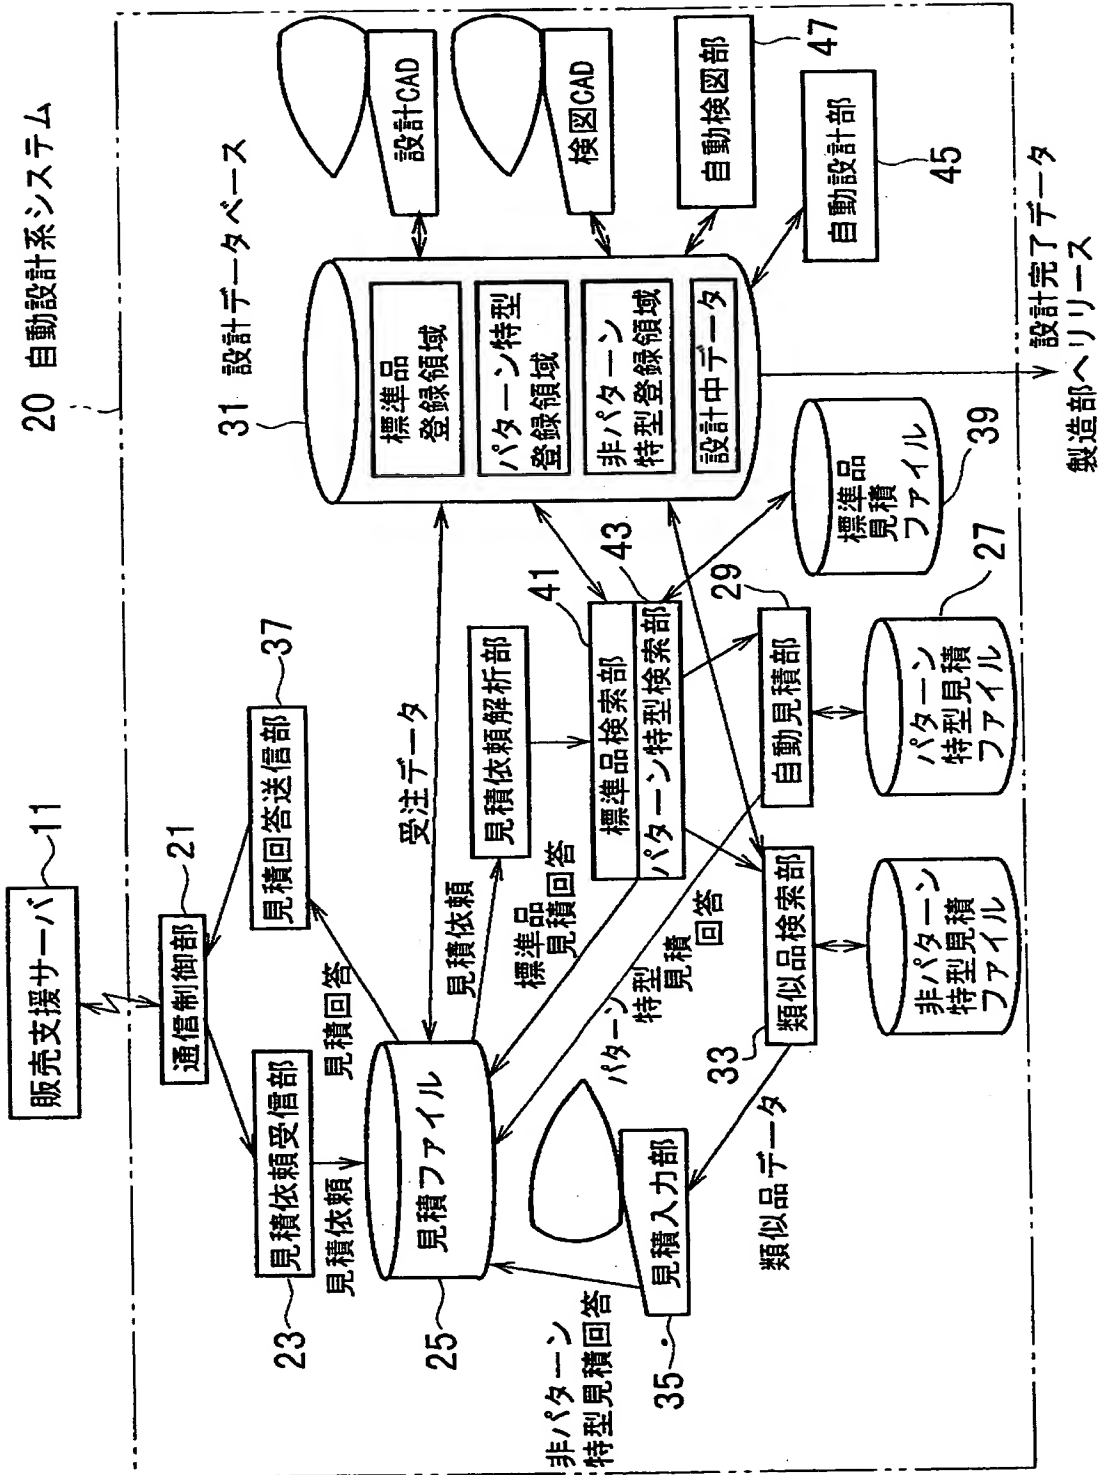 20 自動設計系システム
販売支援サーバ
11
通信制御部
21
見積依頼受信部
23
見積回答送信部
37
見積依頼
見積回答
見積ファイル
25
受注データ
見積依頼
見積依頼解析部
標準品
見積回答
標準品検索部
41
パターン特型検索部
43
パターン
特型
見積
回答
自動見積部
29
パターン
特型見積
ファイル
27
標準品
見積
ファイル
39
類似品検索部
33
非パターン
特型見積
ファイル
類似品データ
見積入力部
35
非パターン
特型見積回答
設計データベース
31
標準品
登録領域
パターン特型
登録領域
非パターン
特型登録領域
設計中データ
設計CAD
検図CAD
自動検図部
47
自動設計部
45
設計完了データ
製造部へリリース